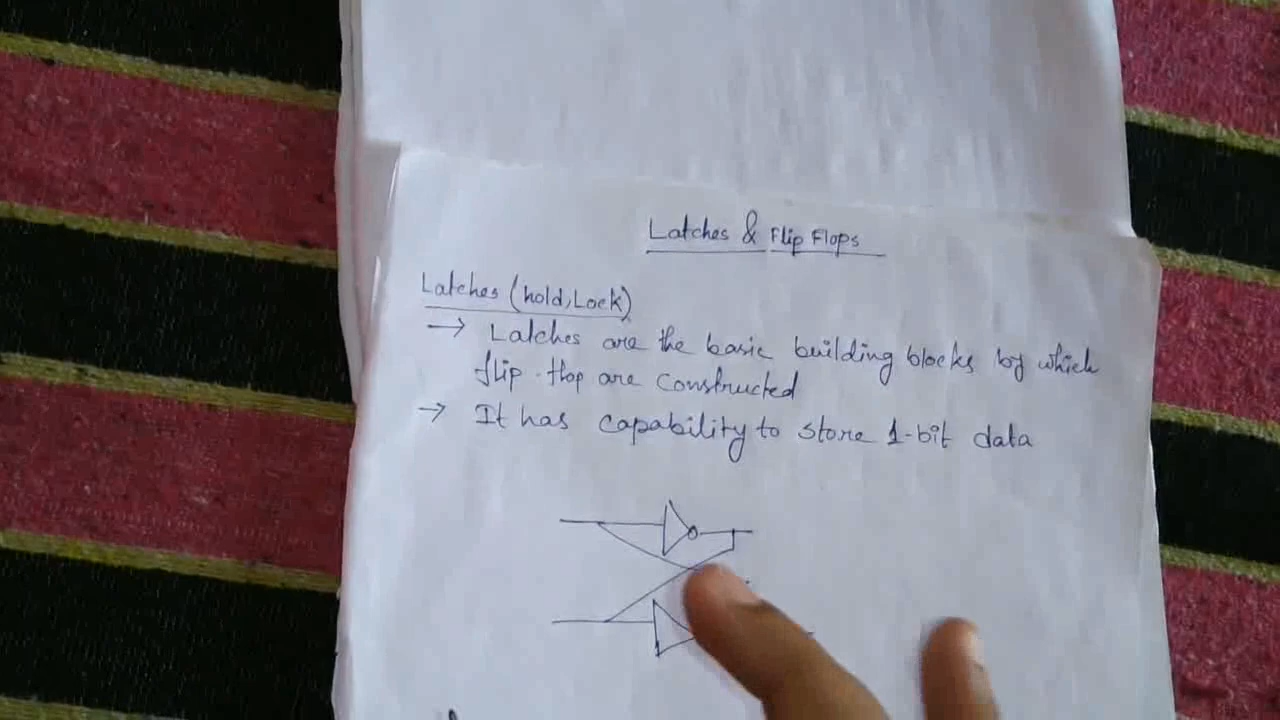 Latches & Flip Flops
Latches (hold, Lock)
→ Latches are the basic building blocks by which
flip-flop are constructed
→ It has capability to store 1-bit data